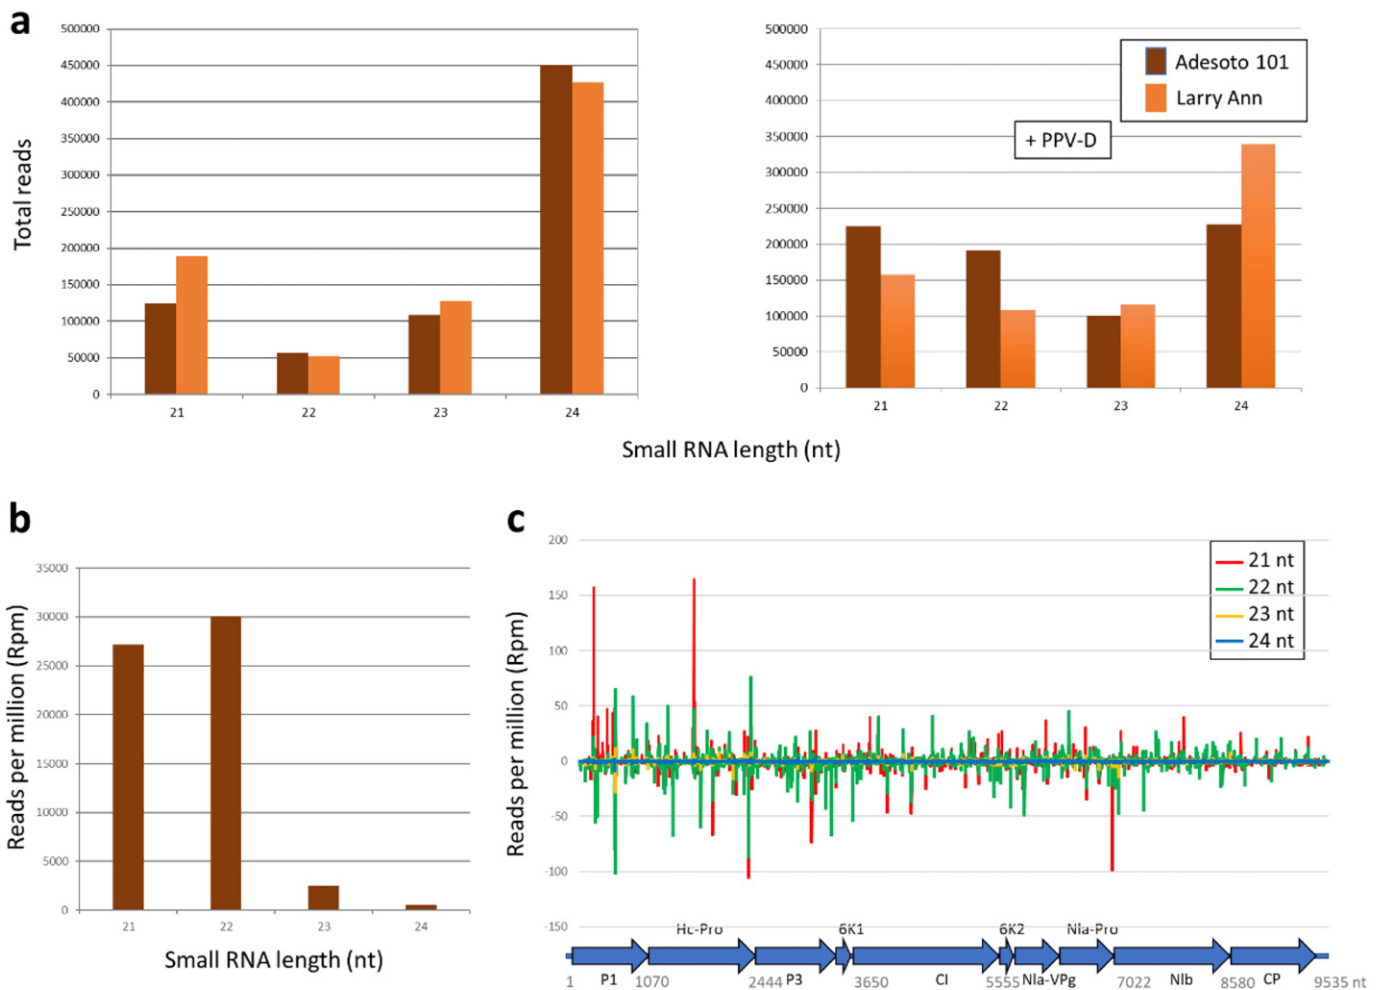 a
500000
450000
400000
350000
300000
250000
200000
150000
100000
50000
0
21 22 23 24
Total reads
500000
450000
400000
350000
300000
250000
200000
150000
100000
50000
0
21 22 23 24
Adesoto 101
Larry Ann
+ PPV-D
Small RNA length (nt)
b
35000
30000
25000
20000
15000
10000
5000
0
21 22 23 24
Reads per million (Rpm)
Small RNA length (nt)
c
200
150
100
50
0
-50
-100
-150
Reads per million (Rpm)
21 nt
22 nt
23 nt
24 nt
Hc-Pro 6K1 6K2 NIa-Pro
1 P1 1070 2444 P3 3650 CI 5555 NIa-VPg 7022 NIb 8580 CP 9535 nt